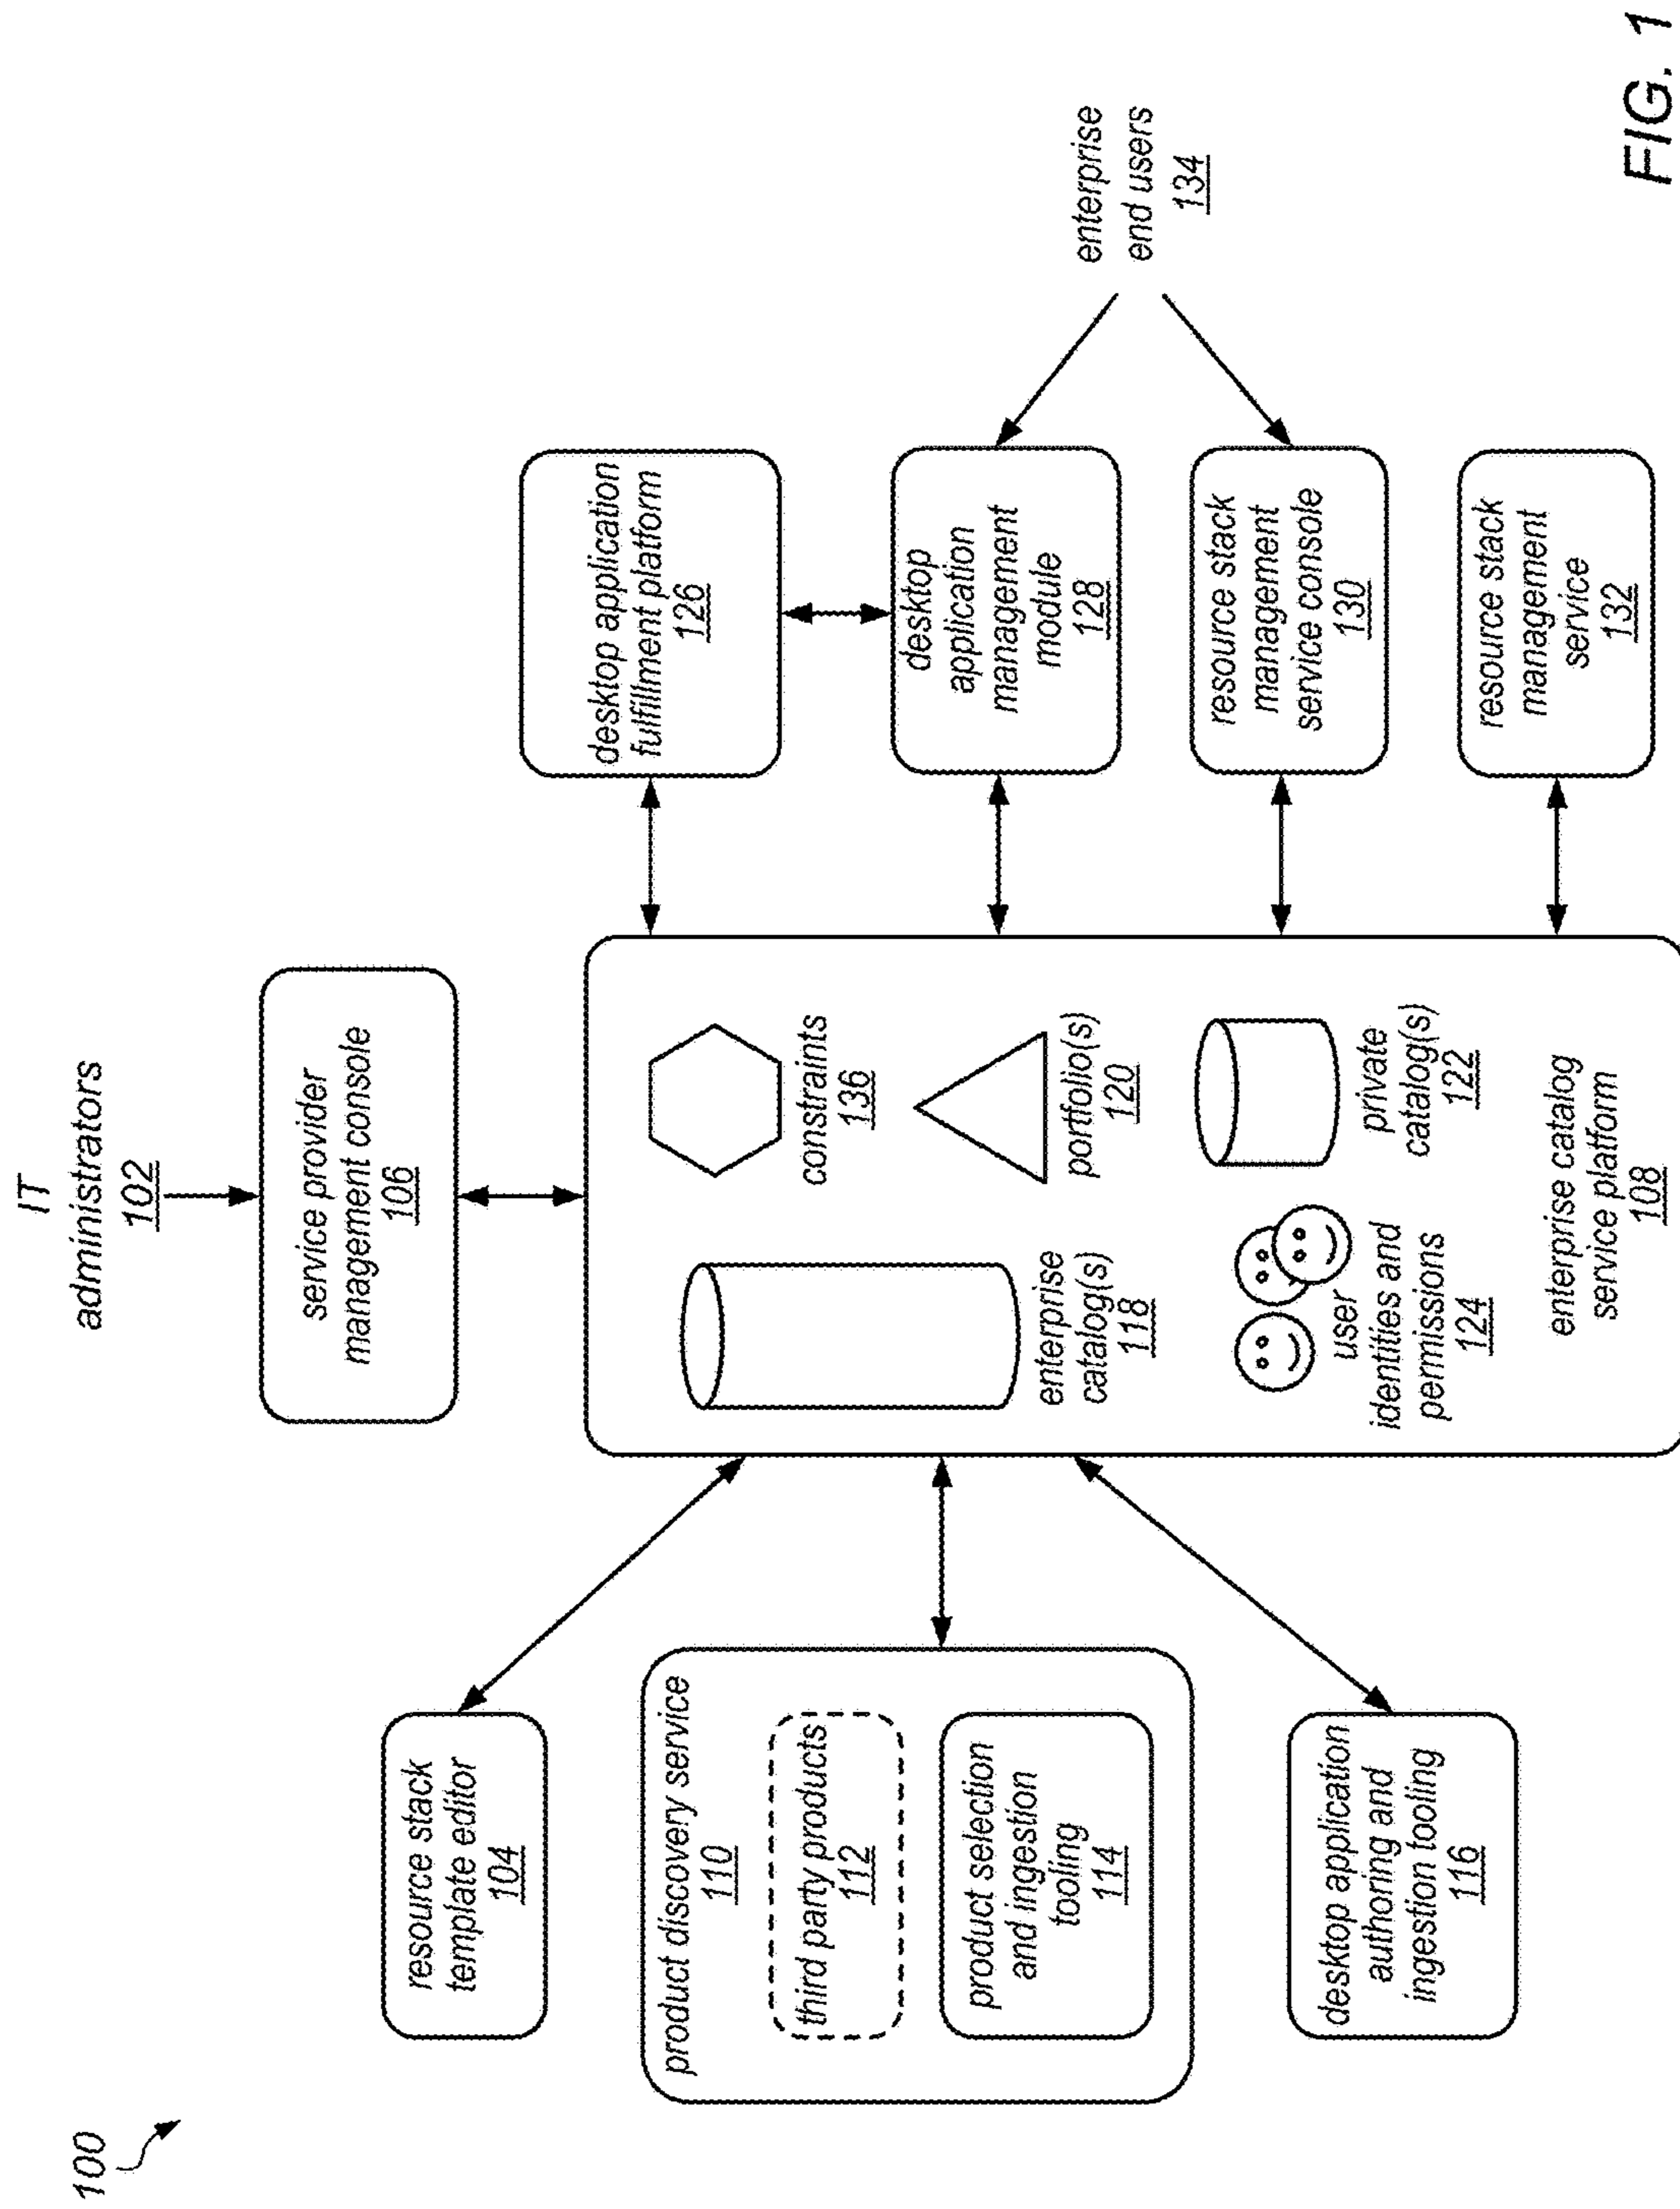 100
IT
administrators
102
service provider
management console
106
resource stack
template editor
104
product discovery service
110
third party products
112
product selection
and ingestion
tooling
114
desktop application
authoring and
ingestion tooling
116
enterprise
catalog(s)
118
constraints
136
portfolio(s)
120
user
identities and
permissions
124
private
catalog(s)
122
enterprise catalog
service platform
108
desktop application
fulfillment platform
126
desktop
application
management
module
128
resource stack
management
service console
130
resource stack
management
service
132
enterprise
end users
134
FIG. 1